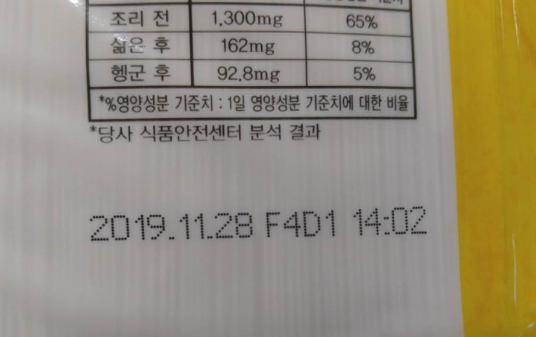 조리 전 1,300mg 65%
삶은 후 162mg 8%
헹군 후 92.8mg 5%
*%영양성분 기준치 : 1일 영양성분 기준치에 대한 비율
*당사 식품안전센터 분석 결과
2019.11.28 F4D1 14:02